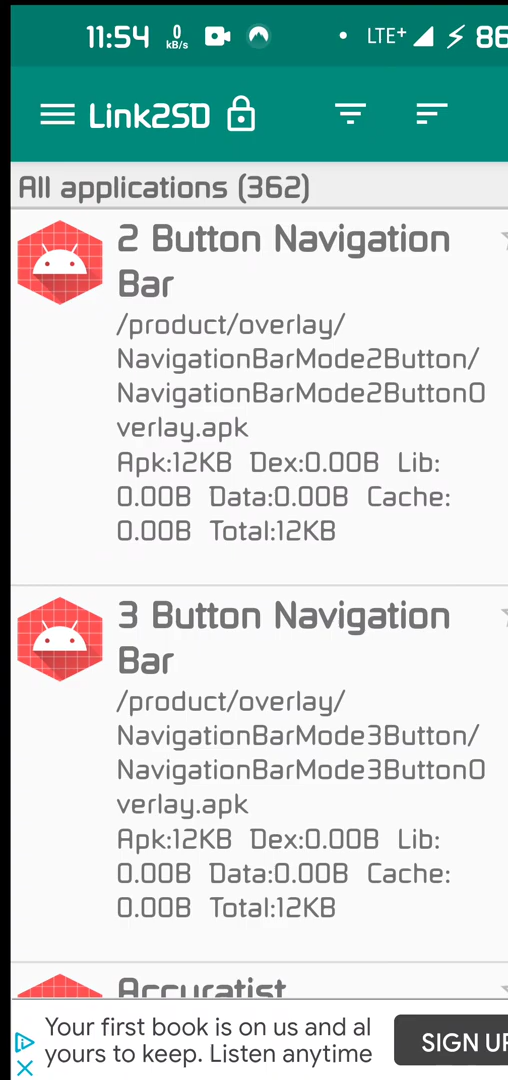 11:54 0 kB/s LTE+ 86
Link2SD
All applications (362)
2 Button Navigation
Bar
/product/overlay/
NavigationBarMode2Button/
NavigationBarMode2ButtonO
verlay.apk
Apk:12KB Dex:0.00B Lib:
0.00B Data:0.00B Cache:
0.00B Total:12KB
3 Button Navigation
Bar
/product/overlay/
NavigationBarMode3Button/
NavigationBarMode3ButtonO
verlay.apk
Apk:12KB Dex:0.00B Lib:
0.00B Data:0.00B Cache:
0.00B Total:12KB
Accuratist
Your first book is on us and al
yours to keep. Listen anytime
SIGN UP